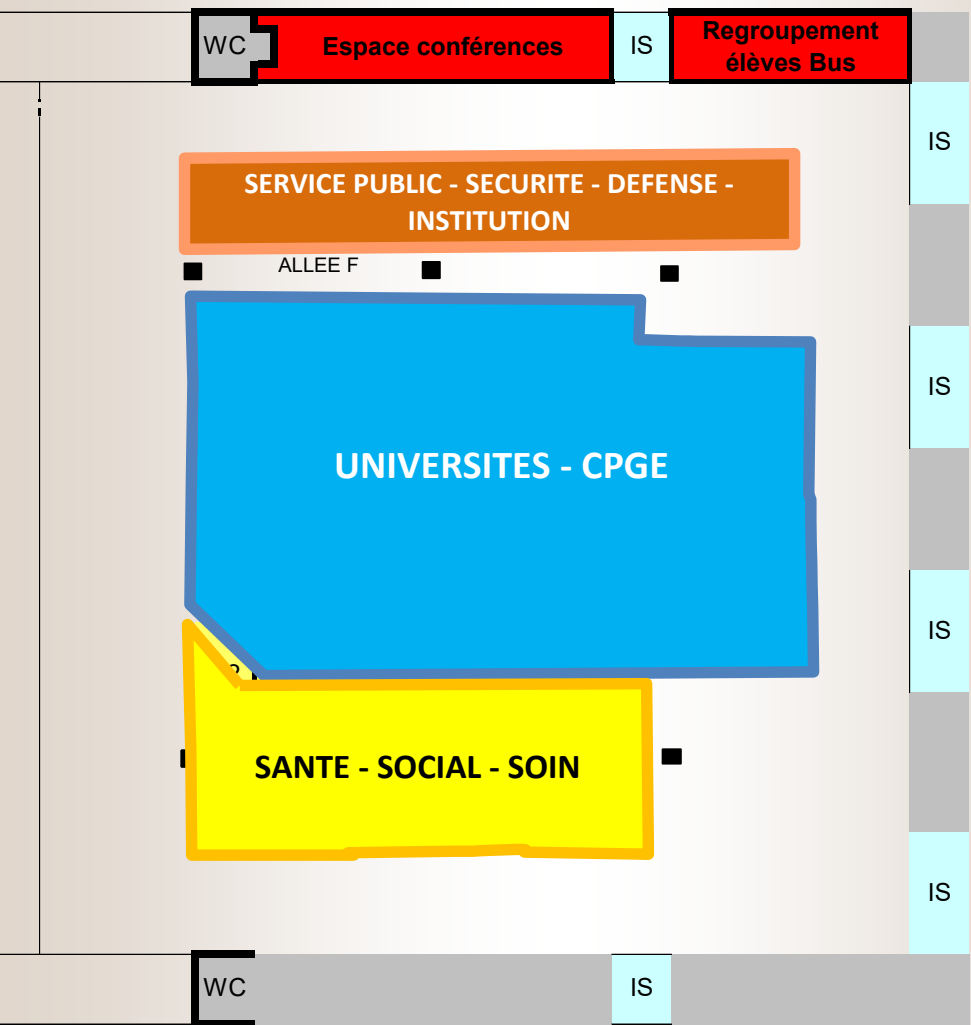 WC
Espace conférences
IS
Regroupement
élèves Bus
IS
SERVICE PUBLIC - SECURITE - DEFENSE -
INSTITUTION
ALLEE F
IS
UNIVERSITES - CPGE
IS
SANTE - SOCIAL - SOIN
IS
WC
IS